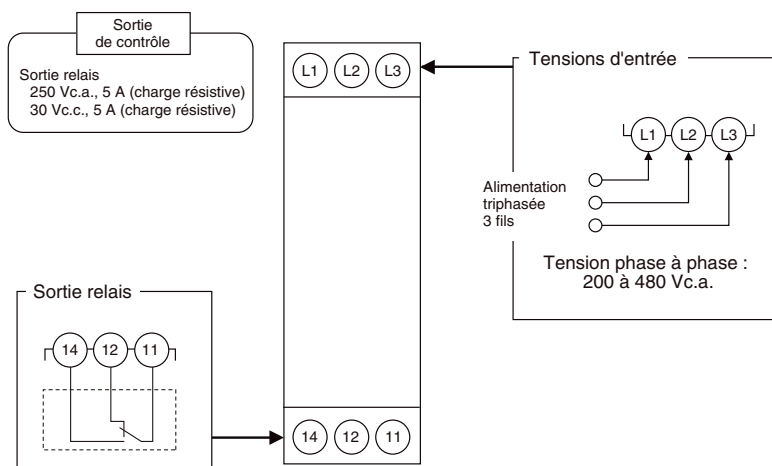 Sortie
de contrôle
Sortie relais
250 Vc.a., 5 A (charge résistive)
30 Vc.c., 5 A (charge résistive)
L1 L2 L3
Tensions d'entrée
L1 L2 L3
Alimentation
triphasée
3 fils
Tension phase à phase :
200 à 480 Vc.a.
Sortie relais
14 12 11
14 12 11